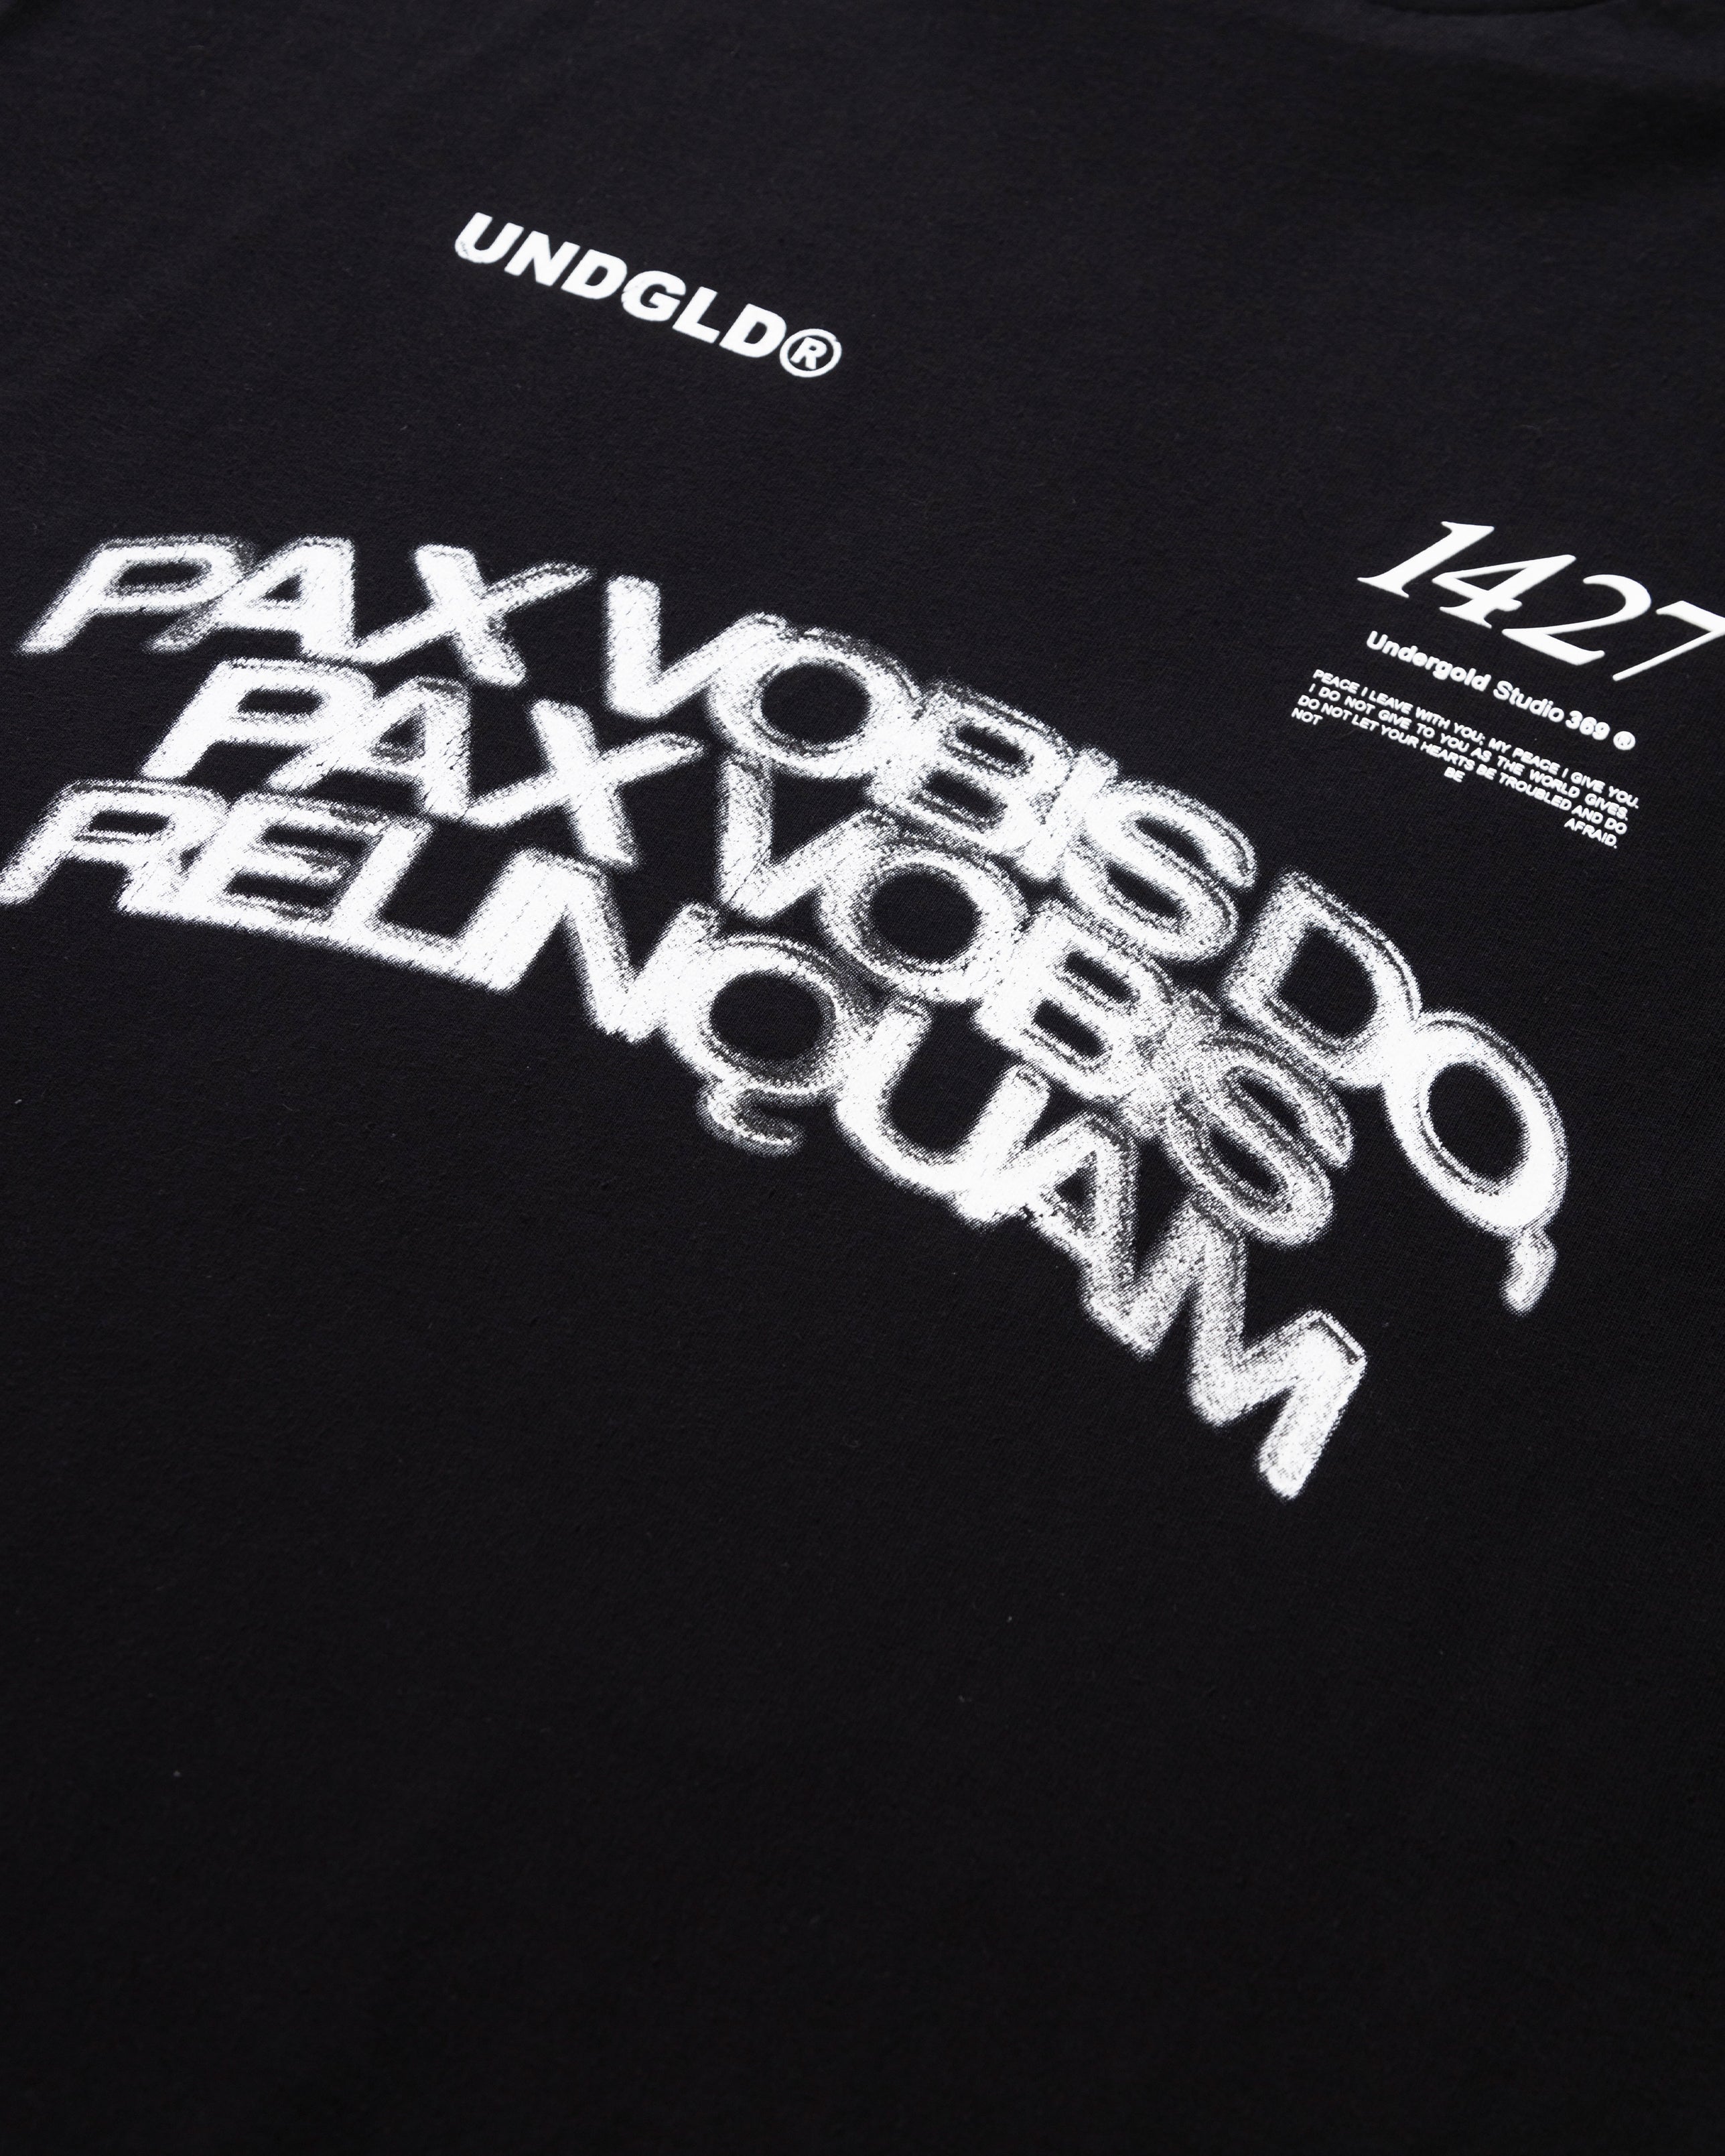 UNDGLD®
PAX VOBIS DO,
PAX VOBIS
RELINQUAM
1427
Undergold Studio 369 ®
PEACE I LEAVE WITH YOU; MY PEACE I GIVE YOU.
I DO NOT GIVE TO YOU AS THE WORLD GIVES.
DO NOT LET YOUR HEARTS BE TROUBLED AND DO
NOT BE AFRAID.